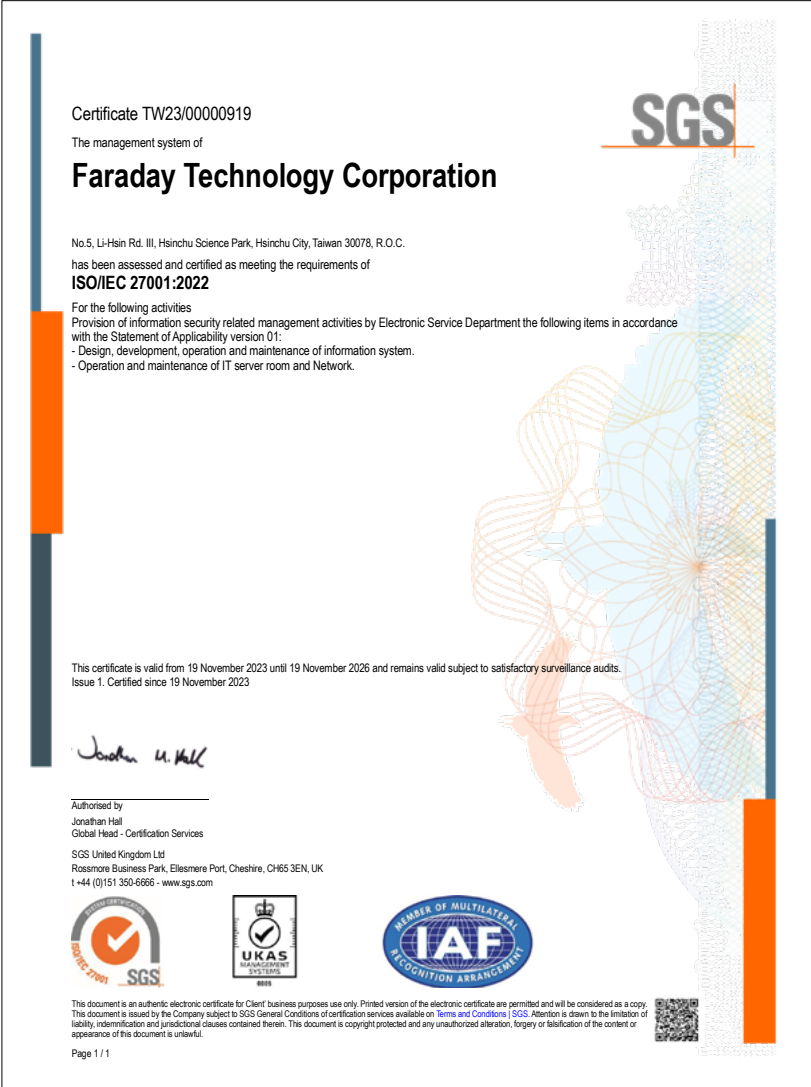 SGS
Certificate TW23/00000919
The management system of
Faraday Technology Corporation
No.5, Li-Hsin Rd. III, Hsinchu Science Park, Hsinchu City, Taiwan 30078, R.O.C.
has been assessed and certified as meeting the requirements of
ISO/IEC 27001:2022
For the following activities
Provision of information security related management activities by Electronic Service Department the following items in accordance
with the Statement of Applicability version 01:
- Design, development, operation and maintenance of information system.
- Operation and maintenance of IT server room and Network.
This certificate is valid from 19 November 2023 until 19 November 2026 and remains valid subject to satisfactory surveillance audits.
Issue 1. Certified since 19 November 2023
Jonathan M. Hall
Authorised by
Jonathan Hall
Global Head - Certification Services
SGS United Kingdom Ltd
Rossmore Business Park, Ellesmere Port, Cheshire, CH65 3EN, UK
t +44 (0)151 350-6666 - www.sgs.com
SYSTEM CERTIFICATION
ISO/IEC 27001
SGS
UKAS
MANAGEMENT
SYSTEMS
0005
MEMBER OF MULTILATERAL
IAF
RECOGNITION ARRANGEMENT
This document is an authentic electronic certificate for Client' business purposes use only. Printed version of the electronic certificate are permitted and will be considered as a copy.
This document is issued by the Company subject to SGS General Conditions of certification services available on Terms and Conditions | SGS. Attention is drawn to the limitation of
liability, indemnification and jurisdictional clauses contained therein. This document is copyright protected and any unauthorized alteration, forgery or falsification of the content or
appearance of this document is unlawful.
Page 1 / 1